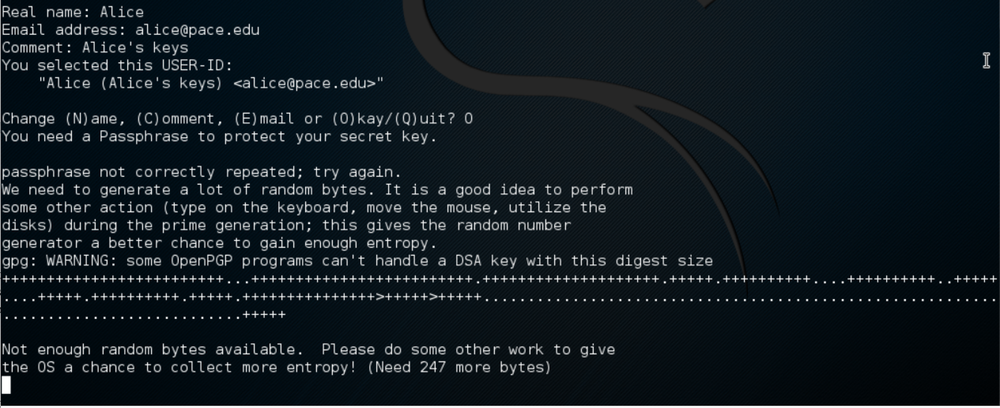 Real name: Alice
Email address: alice@pace.edu
Comment: Alice's keys
You selected this USER-ID:
    "Alice (Alice's keys) <alice@pace.edu>"

Change (N)ame, (C)omment, (E)mail or (O)kay/(Q)uit? O
You need a Passphrase to protect your secret key.

passphrase not correctly repeated; try again.
We need to generate a lot of random bytes. It is a good idea to perform
some other action (type on the keyboard, move the mouse, utilize the
disks) during the prime generation; this gives the random number
generator a better chance to gain enough entropy.
gpg: WARNING: some OpenPGP programs can't handle a DSA key with this digest size
+++++++++++++++++++++++++...+++++++++++++++++++++++++.++++++++++++++++++++.+++++.++++++++++....++++++++++..+++++
....+++++.++++++++++.+++++.+++++++++++++++>+++++>+++++..........................................................
...........................+++++

Not enough random bytes available.  Please do some other work to give
the OS a chance to collect more entropy! (Need 247 more bytes)